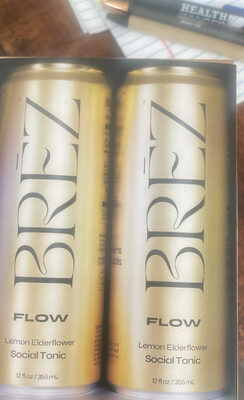 HEALTH
BRĒZ
FLOW
Lemon Elderflower
Social Tonic
12 fl oz / 355 mL
BRĒZ
FLOW
Lemon Elderflower
Social Tonic
12 fl oz / 355 mL